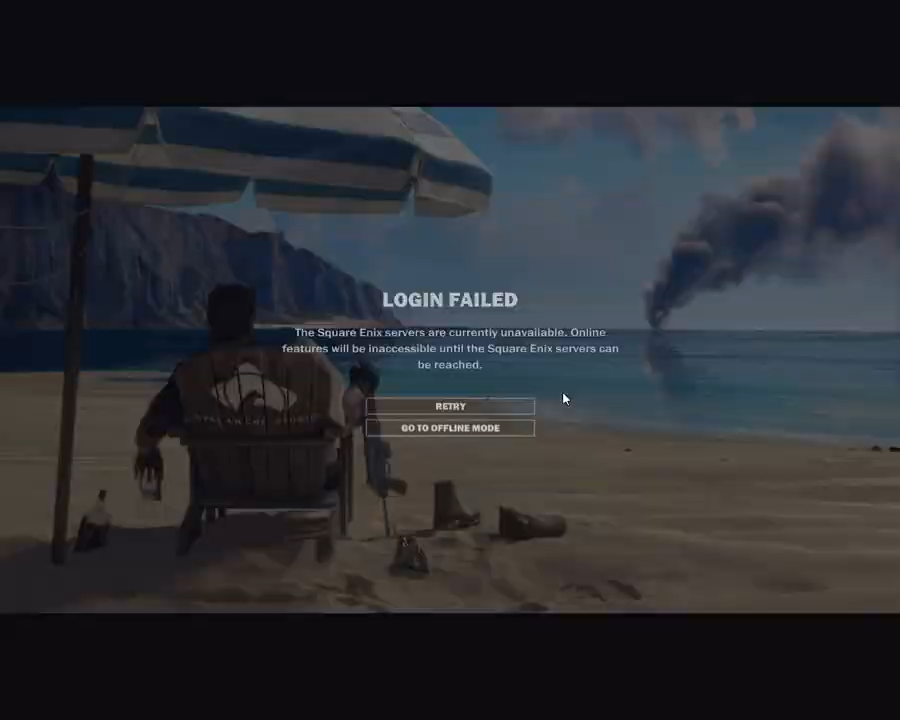 LOGIN FAILED
The Square Enix servers are currently unavailable. Online
features will be inaccessible until the Square Enix servers can
be reached.
RETRY
GO TO OFFLINE MODE